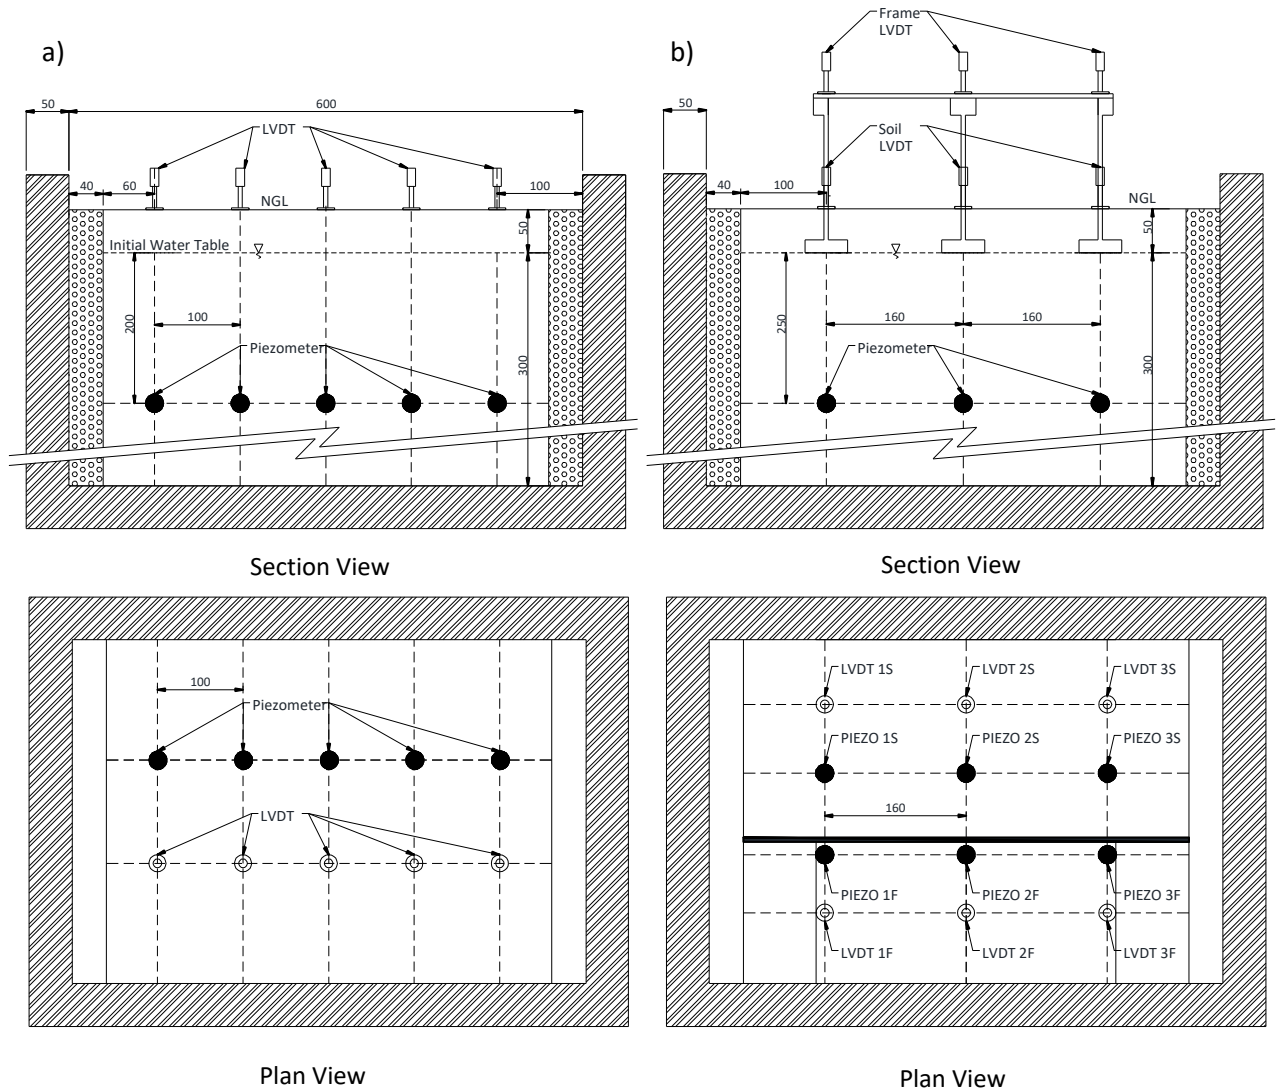 a)
50
600
LVDT
40
60
100
NGL
50
Initial Water Table
200
100
Piezometer
300
Section View
100
Piezometer
LVDT
Plan View
b)
Frame
LVDT
50
Soil
LVDT
40
100
NGL
50
250
160
160
Piezometer
300
Section View
LVDT 1S
LVDT 2S
LVDT 3S
PIEZO 1S
PIEZO 2S
PIEZO 3S
160
PIEZO 1F
PIEZO 2F
PIEZO 3F
LVDT 1F
LVDT 2F
LVDT 3F
Plan View